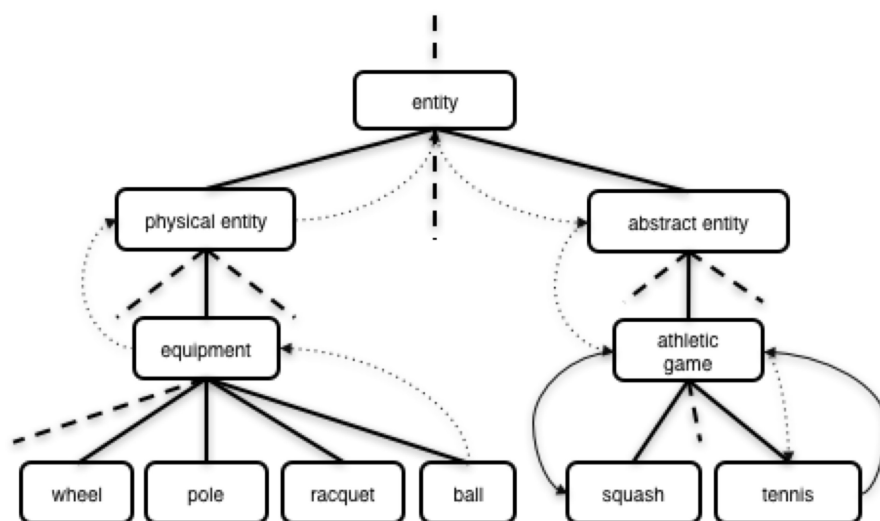 entity
physical entity
abstract entity
equipment
athletic
game
wheel
pole
racquet
ball
squash
tennis